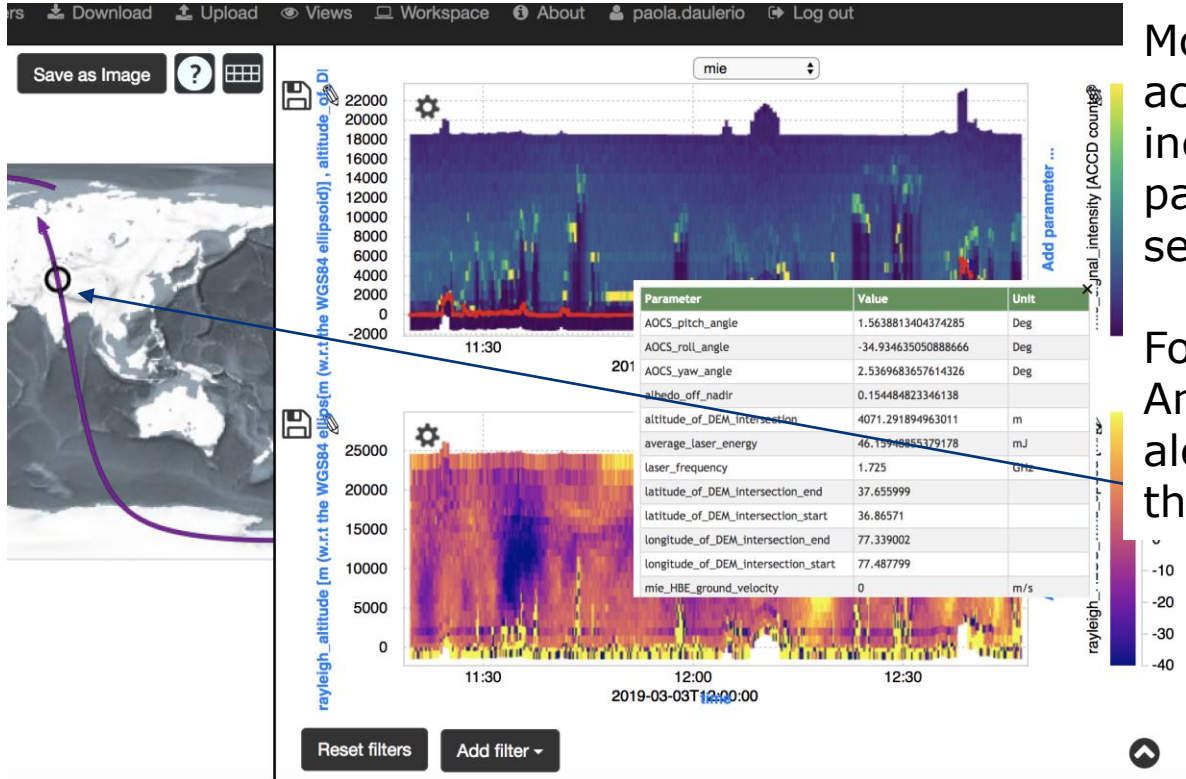 Download Upload Views Workspace About paola.daulerio Log out
Save as Image ?
mie
22000
20000
18000
16000
14000
12000
10000
8000
6000
4000
2000
0
-2000
11:30
201
Add parameter ...
Parameter Value Unit
AOCS_pitch_angle 1.5638813404374285 Deg
AOCS_roll_angle -34.934635050888666 Deg
AOCS_yaw_angle 2.5369683657614326 Deg
albedo_off_nadir 0.154484823346138
altitude_of_DEM_intersection 4071.291894963011 m
average_laser_energy 46.15948855379178 mJ
laser_frequency 1.725 GHz
latitude_of_DEM_intersection_end 37.655999
latitude_of_DEM_intersection_start 36.86571
longitude_of_DEM_intersection_end 77.339002
longitude_of_DEM_intersection_start 77.487799
mie_HBE_ground_velocity 0 m/s
rayleigh_altitude [m (w.r.t the WGS84
25000
20000
15000
10000
5000
0
11:30 12:00 12:30
2019-03-03T12:00:00
time
-10
-20
-30
-40
Reset filters Add filter